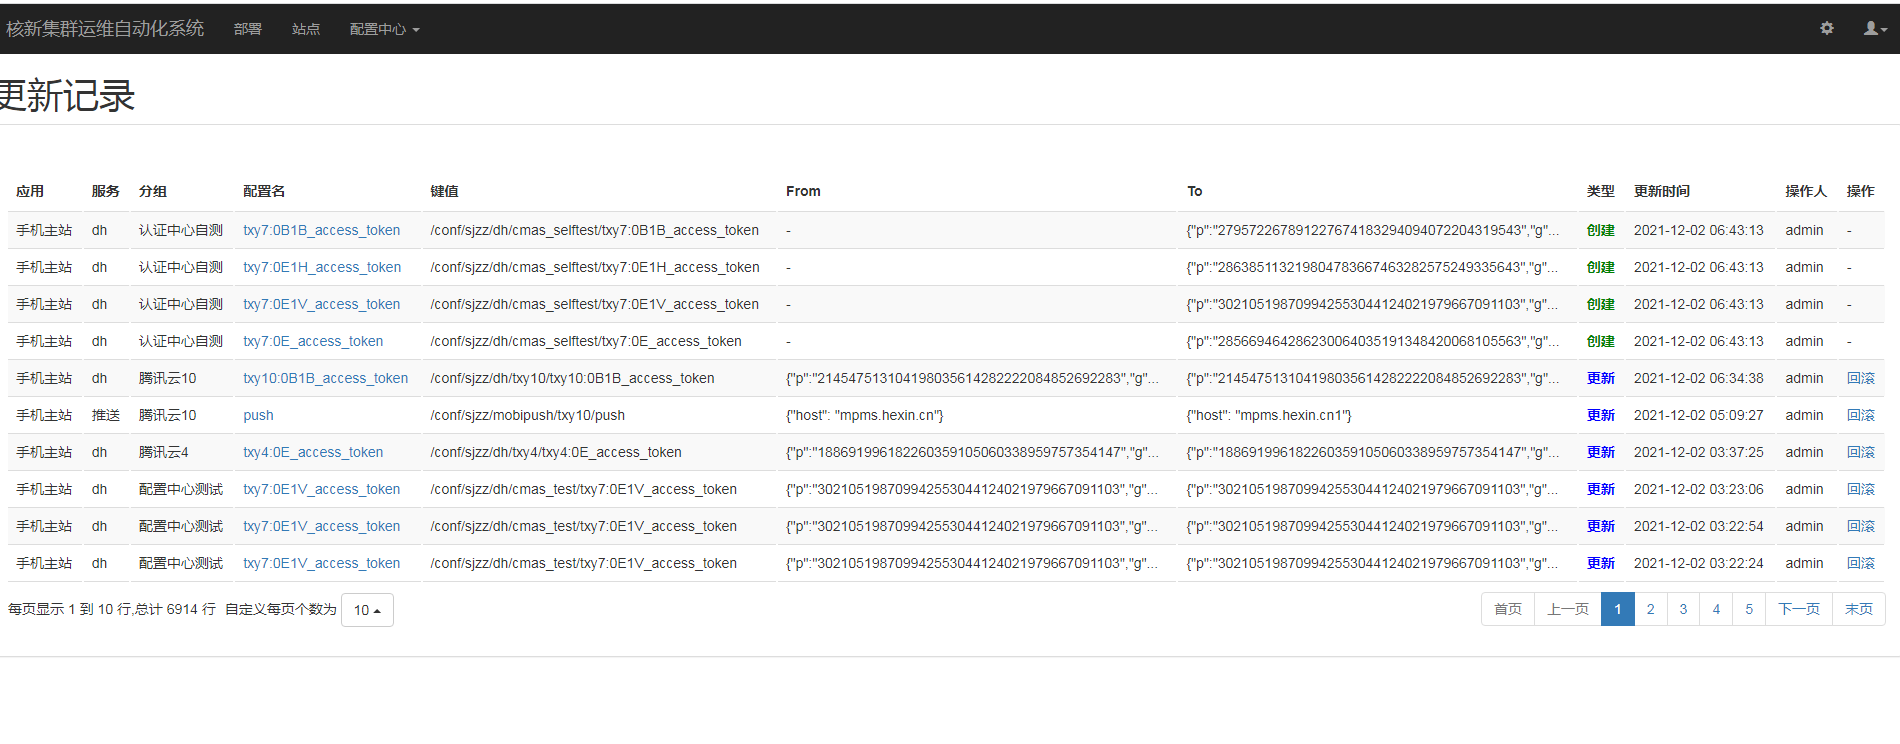 核新集群运维自动化系统 部署 站点 配置中心
更新记录
应用 服务 分组 配置名 键值 From To 类型 更新时间 操作人 操作
手机主站 dh 认证中心自测 txy7:0B1B_access_token /conf/sjzz/dh/cmas_selftest/txy7:0B1B_access_token - {"p":"279572267891227674183294094072204319543","g"... 创建 2021-12-02 06:43:13 admin -
手机主站 dh 认证中心自测 txy7:0E1H_access_token /conf/sjzz/dh/cmas_selftest/txy7:0E1H_access_token - {"p":"286385113219804783667463282575249335643","g"... 创建 2021-12-02 06:43:13 admin -
手机主站 dh 认证中心自测 txy7:0E1V_access_token /conf/sjzz/dh/cmas_selftest/txy7:0E1V_access_token - {"p":"302105198709942553044124021979667091103","g"... 创建 2021-12-02 06:43:13 admin -
手机主站 dh 认证中心自测 txy7:0E_access_token /conf/sjzz/dh/cmas_selftest/txy7:0E_access_token - {"p":"285669464286230064035191348420068105563","g"... 创建 2021-12-02 06:43:13 admin -
手机主站 dh 腾讯云10 txy10:0B1B_access_token /conf/sjzz/dh/txy10/txy10:0B1B_access_token {"p":"214547513104198035614282222084852692283","g"... {"p":"214547513104198035614282222084852692283","g"... 更新 2021-12-02 06:34:38 admin 回滚
手机主站 推送 腾讯云10 push /conf/sjzz/mobipush/txy10/push {"host": "mpms.hexin.cn"} {"host": "mpms.hexin.cn1"} 更新 2021-12-02 05:09:27 admin 回滚
手机主站 dh 腾讯云4 txy4:0E_access_token /conf/sjzz/dh/txy4/txy4:0E_access_token {"p":"188691996182260359105060338959757354147","g"... {"p":"188691996182260359105060338959757354147","g"... 更新 2021-12-02 03:37:25 admin 回滚
手机主站 dh 配置中心测试 txy7:0E1V_access_token /conf/sjzz/dh/cmas_test/txy7:0E1V_access_token {"p":"302105198709942553044124021979667091103","g"... {"p":"302105198709942553044124021979667091103","g"... 更新 2021-12-02 03:23:06 admin 回滚
手机主站 dh 配置中心测试 txy7:0E1V_access_token /conf/sjzz/dh/cmas_test/txy7:0E1V_access_token {"p":"302105198709942553044124021979667091103","g"... {"p":"302105198709942553044124021979667091103","g"... 更新 2021-12-02 03:22:54 admin 回滚
手机主站 dh 配置中心测试 txy7:0E1V_access_token /conf/sjzz/dh/cmas_test/txy7:0E1V_access_token {"p":"302105198709942553044124021979667091103","g"... {"p":"302105198709942553044124021979667091103","g"... 更新 2021-12-02 03:22:24 admin 回滚
每页显示 1 到 10 行,总计 6914 行 自定义每页个数为 10 首页 上一页 1 2 3 4 5 下一页 末页